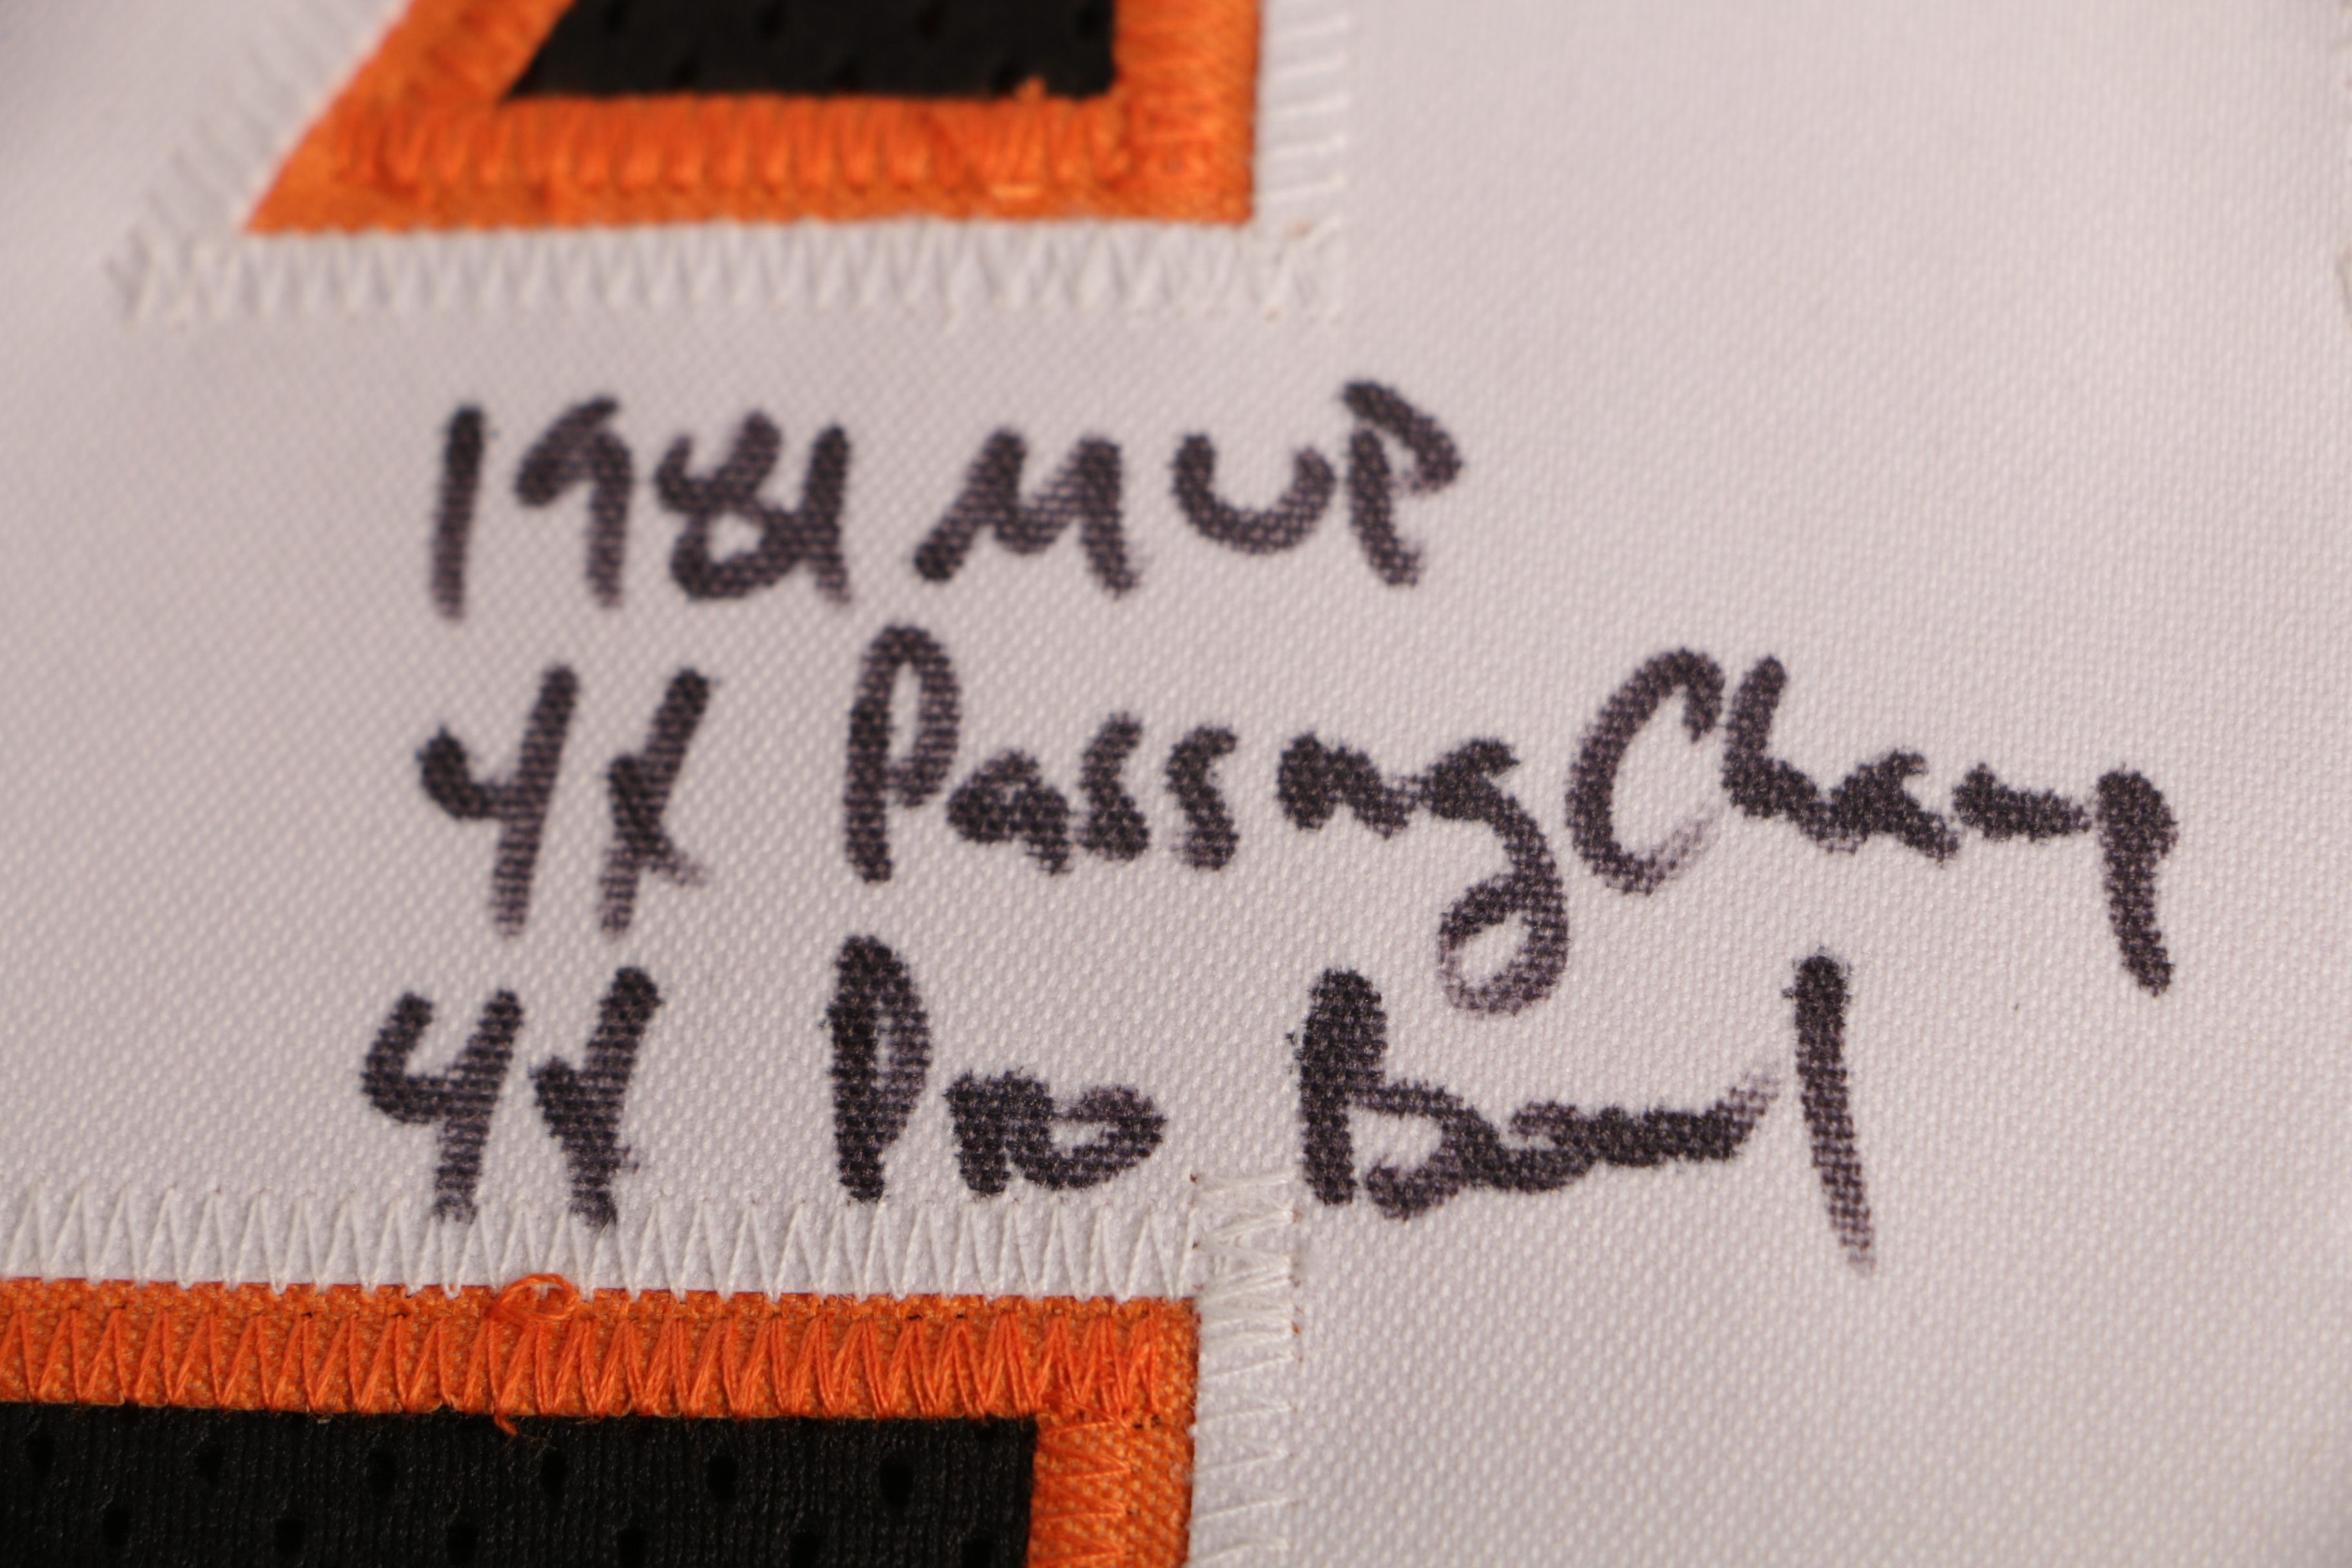 1981 MVP
4x Passing Champ
4x Pro Bowl